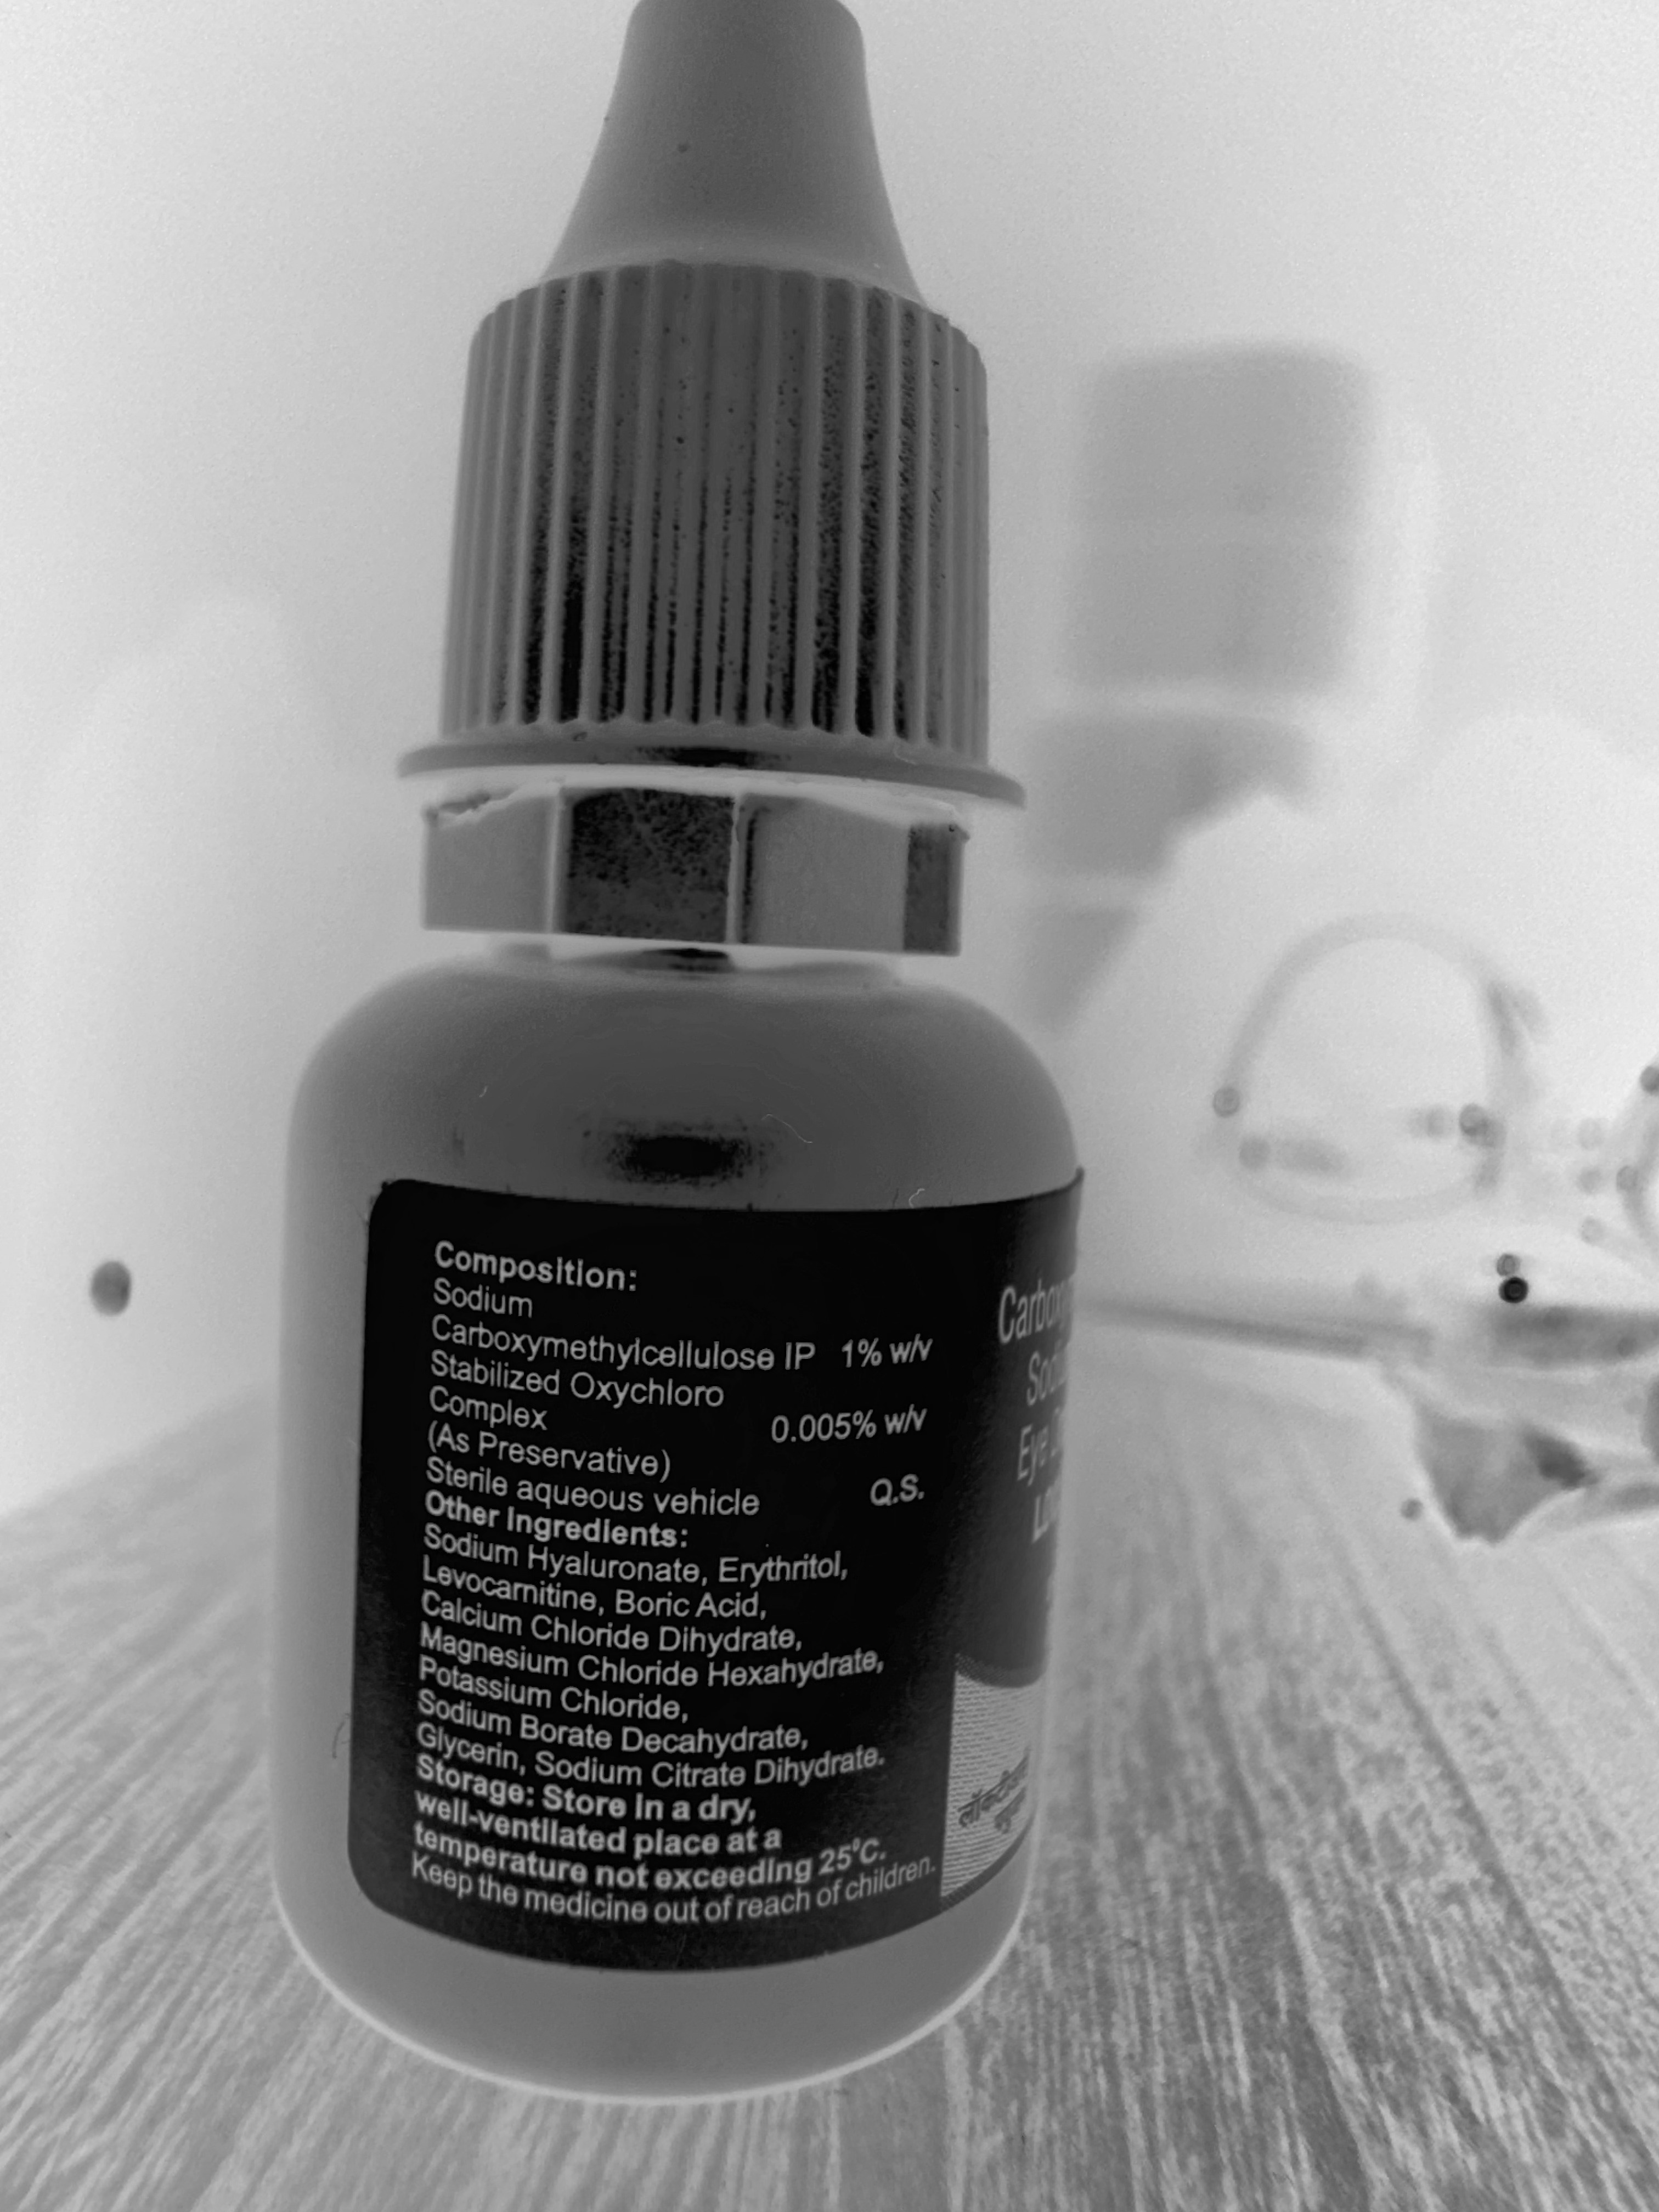 Composition:
Sodium
Carboxymethylcellulose IP 1% w/v
Stabilized Oxychloro
Complex 0.005% w/v
(As Preservative)
Sterile aqueous vehicle Q.S.
Other Ingredients:
Sodium Hyaluronate, Erythritol,
Levocarnitine, Boric Acid,
Calcium Chloride Dihydrate,
Magnesium Chloride Hexahydrate,
Potassium Chloride,
Sodium Borate Decahydrate,
Glycerin, Sodium Citrate Dihydrate.
Storage: Store in a dry,
well-ventilated place at a
temperature not exceeding 25°C.
Keep the medicine out of reach of children.
Eye